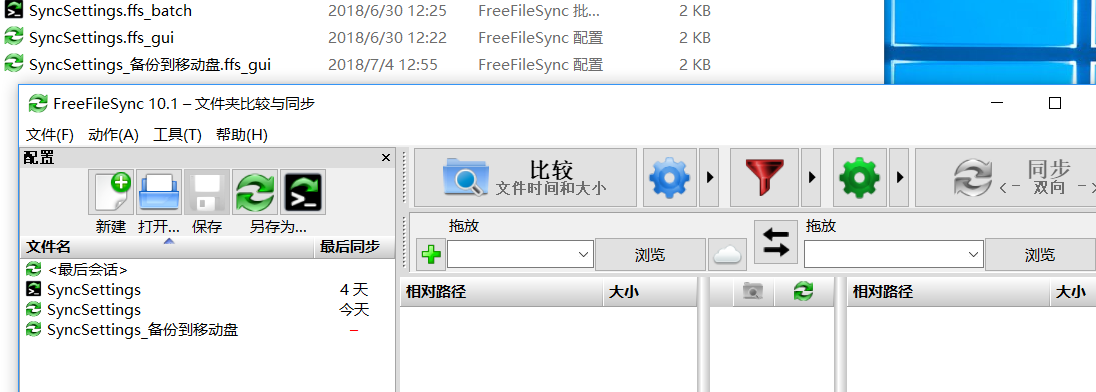 SyncSettings.ffs_batch 2018/6/30 12:25 FreeFileSync 批... 2 KB
SyncSettings.ffs_gui 2018/6/30 12:22 FreeFileSync 配置 2 KB
SyncSettings_备份到移动盘.ffs_gui 2018/7/4 12:55 FreeFileSync 配置 2 KB
FreeFileSync 10.1 – 文件夹比较与同步
文件(F) 动作(A) 工具(T) 帮助(H)
配置
新建 打开... 保存 另存为...
比较
文件时间和大小
同步
<– 双向 –>
拖放
浏览
拖放
浏览
文件名 最后同步
<最后会话>
SyncSettings 4 天
SyncSettings 今天
SyncSettings_备份到移动盘 –
相对路径 大小
相对路径 大小